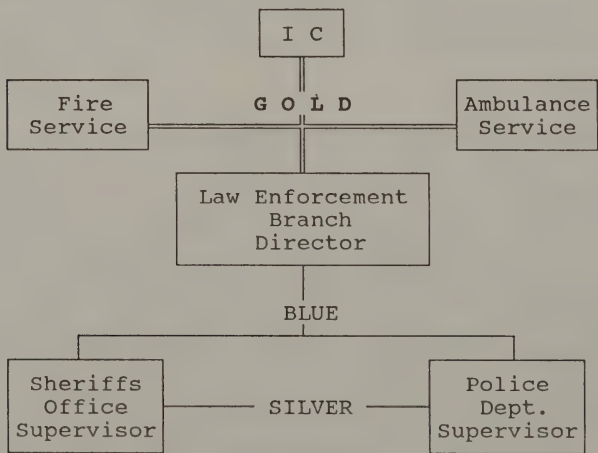 I C
G O L D
Fire
Service
Ambulance
Service
Law Enforcement
Branch
Director
BLUE
Sheriffs
Office
Supervisor
SILVER
Police
Dept.
Supervisor